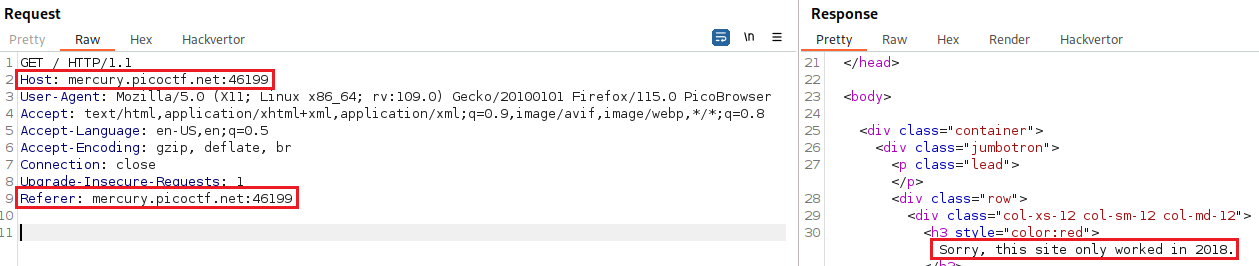 Request
Pretty Raw Hex Hackvertor
\n
1 GET / HTTP/1.1
2 Host: mercury.picoctf.net:46199
3 User-Agent: Mozilla/5.0 (X11; Linux x86_64; rv:109.0) Gecko/20100101 Firefox/115.0 PicoBrowser
4 Accept: text/html,application/xhtml+xml,application/xml;q=0.9,image/avif,image/webp,*/*;q=0.8
5 Accept-Language: en-US,en;q=0.5
6 Accept-Encoding: gzip, deflate, br
7 Connection: close
8 Upgrade-Insecure-Requests: 1
9 Referer: mercury.picoctf.net:46199
10
11
Response
Pretty Raw Hex Render Hackvertor
21 </head>
22
23 <body>
24
25 <div class="container">
26 <div class="jumbotron">
27 <p class="lead">
</p>
28 <div class="row">
29 <div class="col-xs-12 col-sm-12 col-md-12">
30 <h3 style="color:red">
Sorry, this site only worked in 2018.
</h3>